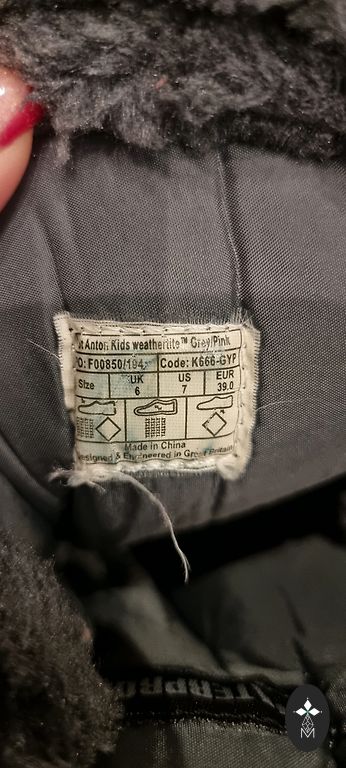 Anton Kids weathertite™ Grey/Pink
O: F00850/194 Code: K666-GYP
Size UK US EUR
6 7 39.0
Made in China
Designed & Engineered in Great Britain